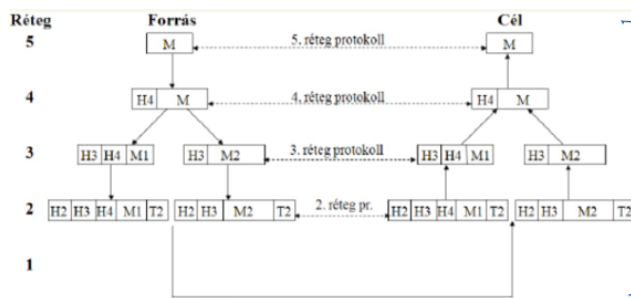 Réteg Forrás Cél
5 M 5. réteg protokoll M
4 H4 M 4. réteg protokoll H4 M
3 H3 H4 M1 H3 M2 3. réteg protokoll H3 H4 M1 H3 M2
2 H2 H3 H4 M1 T2 H2 H3 M2 T2 2. réteg pr. H2 H3 H4 M1 T2 H2 H3 M2 T2
1